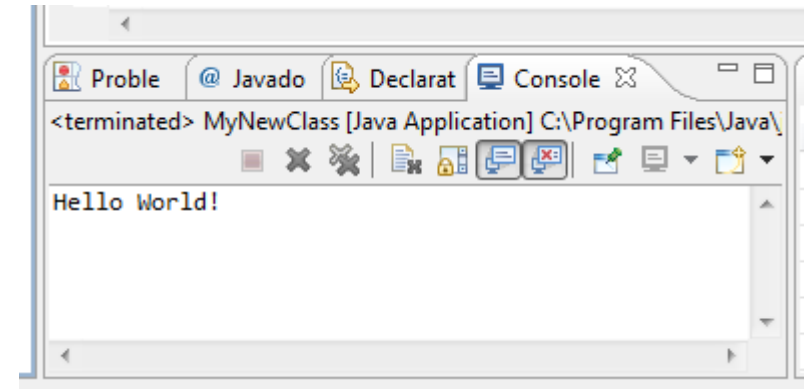 Proble @ Javado Declarat Console
<terminated> MyNewClass [Java Application] C:\Program Files\Java\
Hello World!